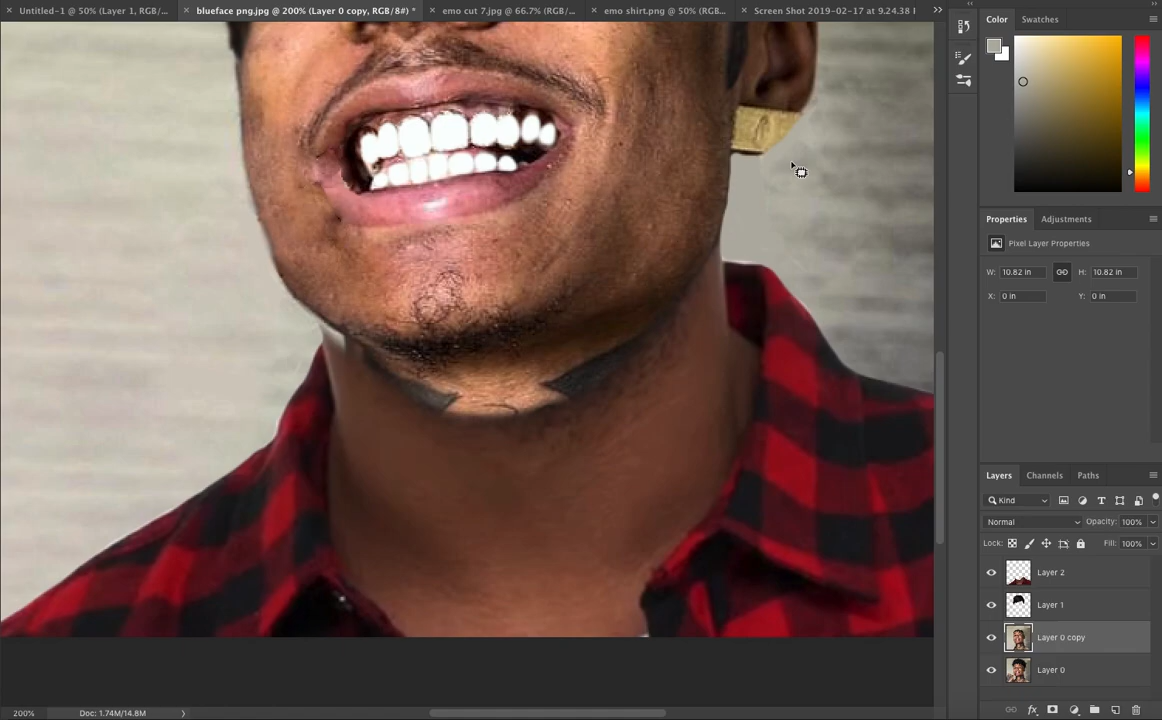 Untitled-1 @ 50% (Layer 1, RGB/...
blueface png.jpg @ 200% (Layer 0 copy, RGB/8#) *
emo cut 7.jpg @ 66.7% (RGB/...
emo shirt.png @ 50% (RGB...
Screen Shot 2019-02-17 at 9.24.38 I
Color
Swatches
Properties
Adjustments
Pixel Layer Properties
W: 10.82 in
H: 10.82 in
X: 0 in
Y: 0 in
Layers
Channels
Paths
Kind
Normal
Opacity: 100%
Lock:
Fill: 100%
Layer 2
Layer 1
Layer 0 copy
Layer 0
fx
200%
Doc: 1.74M/14.8M